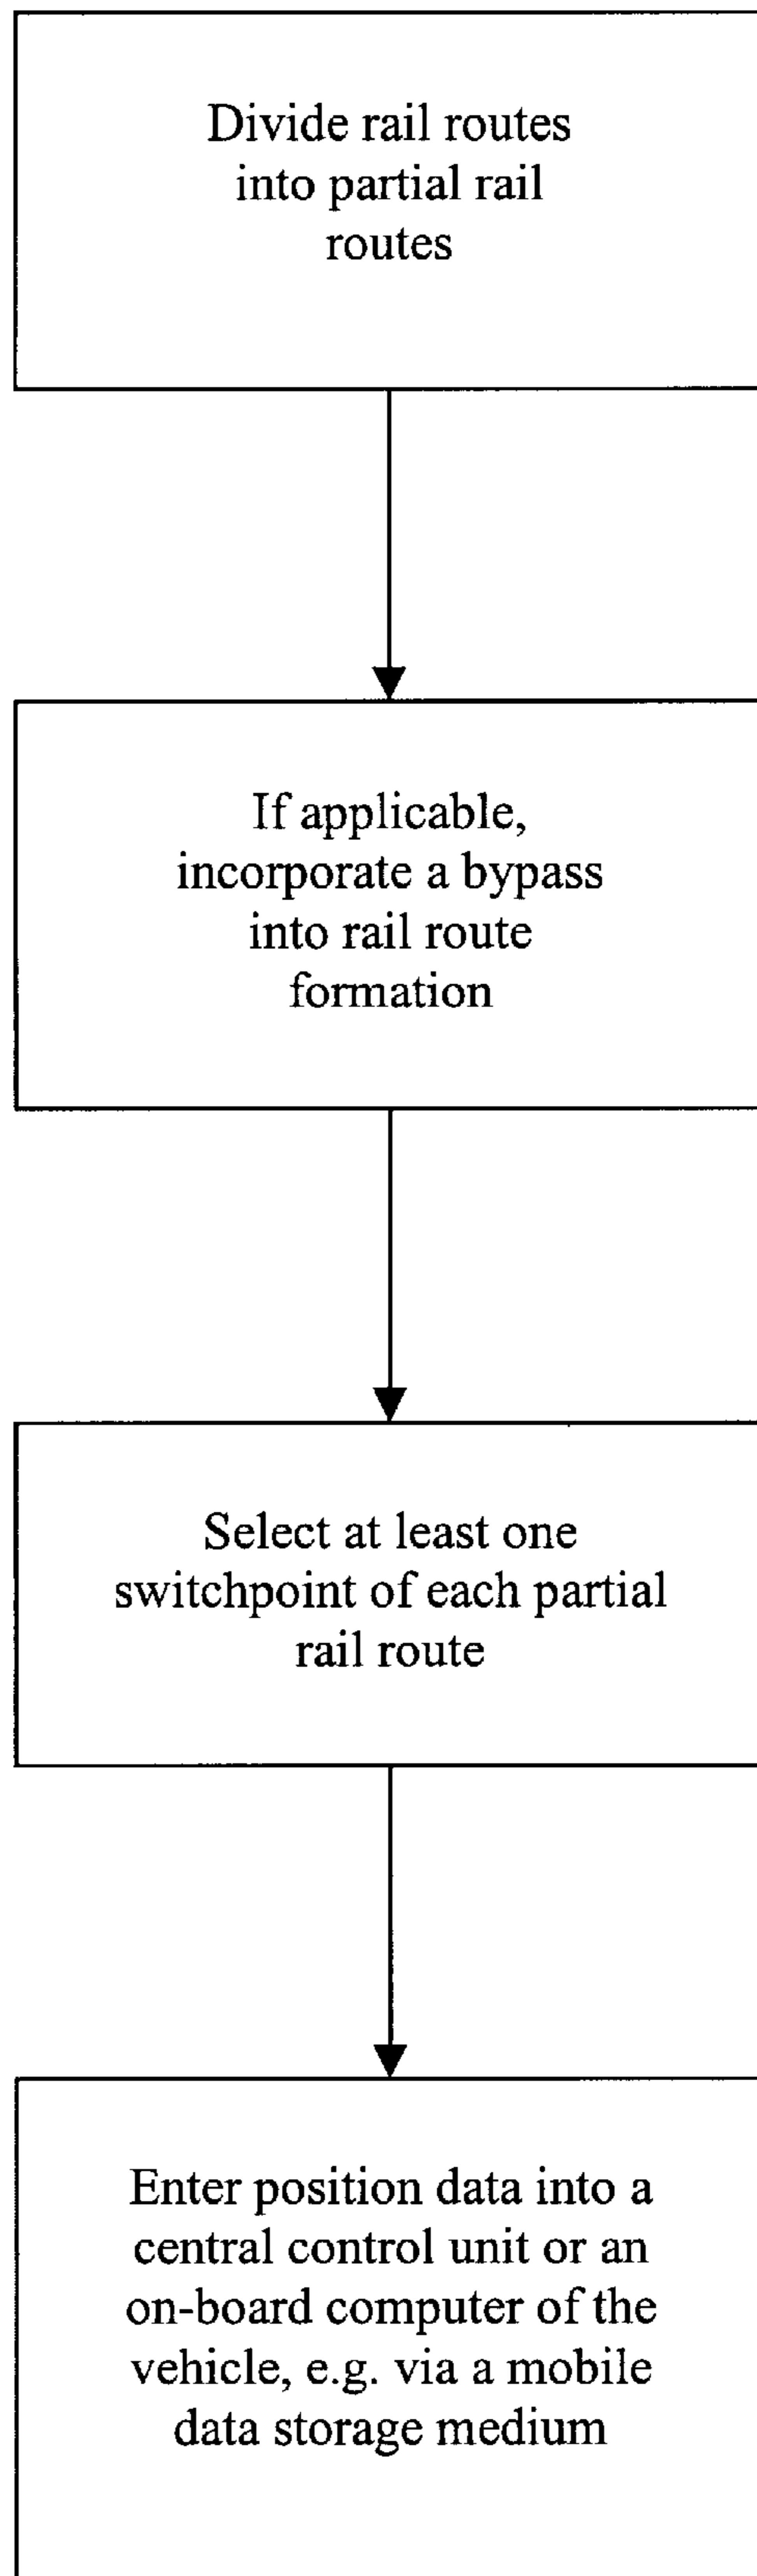 Divide rail routes
into partial rail
routes
If applicable,
incorporate a bypass
into rail route
formation
Select at least one
switchpoint of each partial
rail route
Enter position data into a
central control unit or an
on-board computer of the
vehicle, e.g. via a mobile
data storage medium